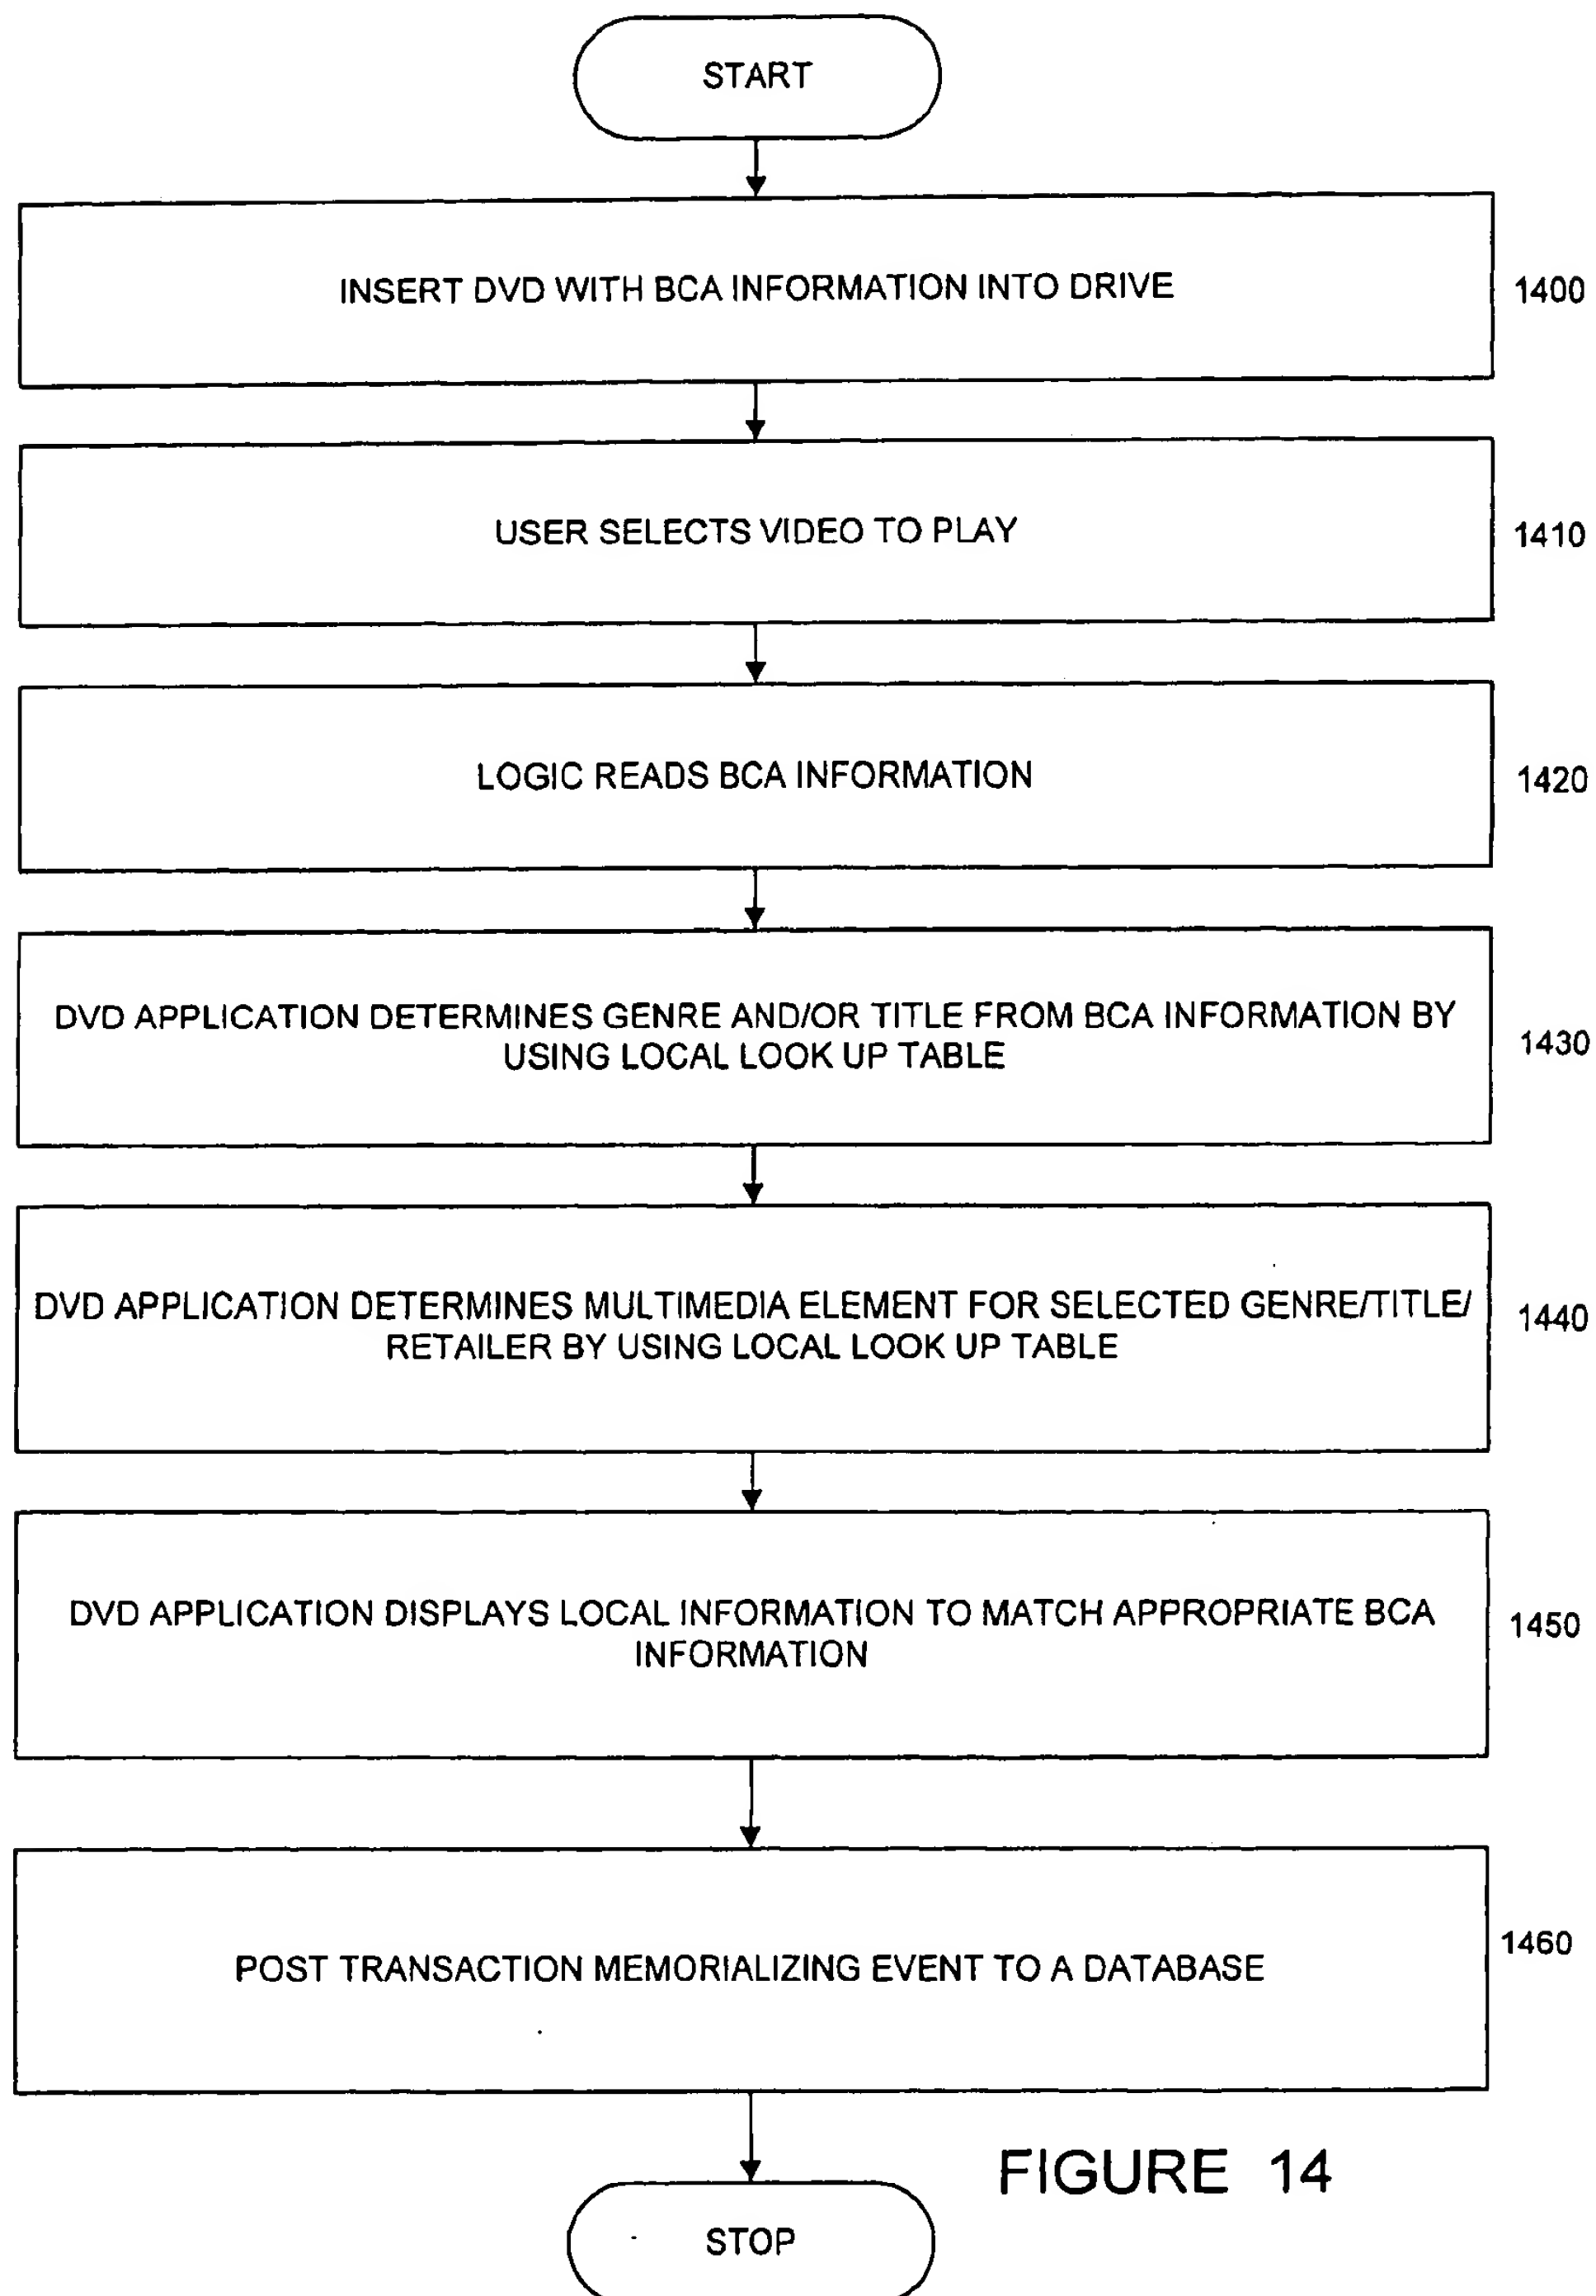 START
INSERT DVD WITH BCA INFORMATION INTO DRIVE
1400
USER SELECTS VIDEO TO PLAY
1410
LOGIC READS BCA INFORMATION
1420
DVD APPLICATION DETERMINES GENRE AND/OR TITLE FROM BCA INFORMATION BY
USING LOCAL LOOK UP TABLE
1430
DVD APPLICATION DETERMINES MULTIMEDIA ELEMENT FOR SELECTED GENRE/TITLE/
RETAILER BY USING LOCAL LOOK UP TABLE
1440
DVD APPLICATION DISPLAYS LOCAL INFORMATION TO MATCH APPROPRIATE BCA
INFORMATION
1450
POST TRANSACTION MEMORIALIZING EVENT TO A DATABASE
1460
FIGURE 14
STOP